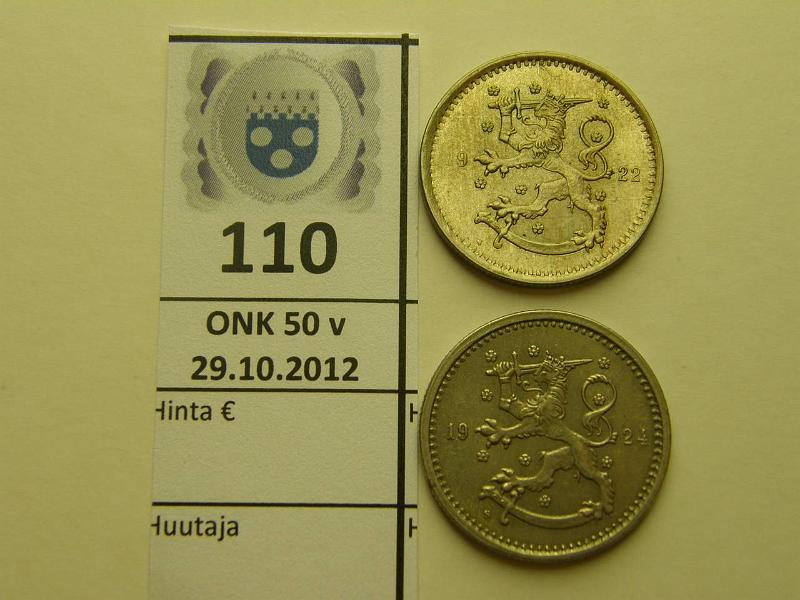 110
ONK 50 v
29.10.2012
Hinta €
Huutaja
9 22
19 24